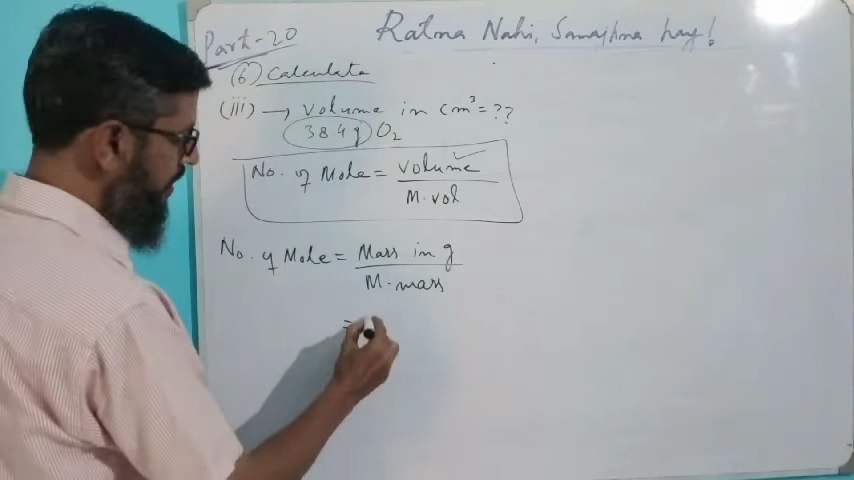 Part-20
Ratna Nahi, Samajhna hay!
(6) Calculate
(iii) → Volume in cm³ = ??
384g O₂
No. of Mole = Volume / M.vol
No. of Mole = Mass in g / M.mass
=